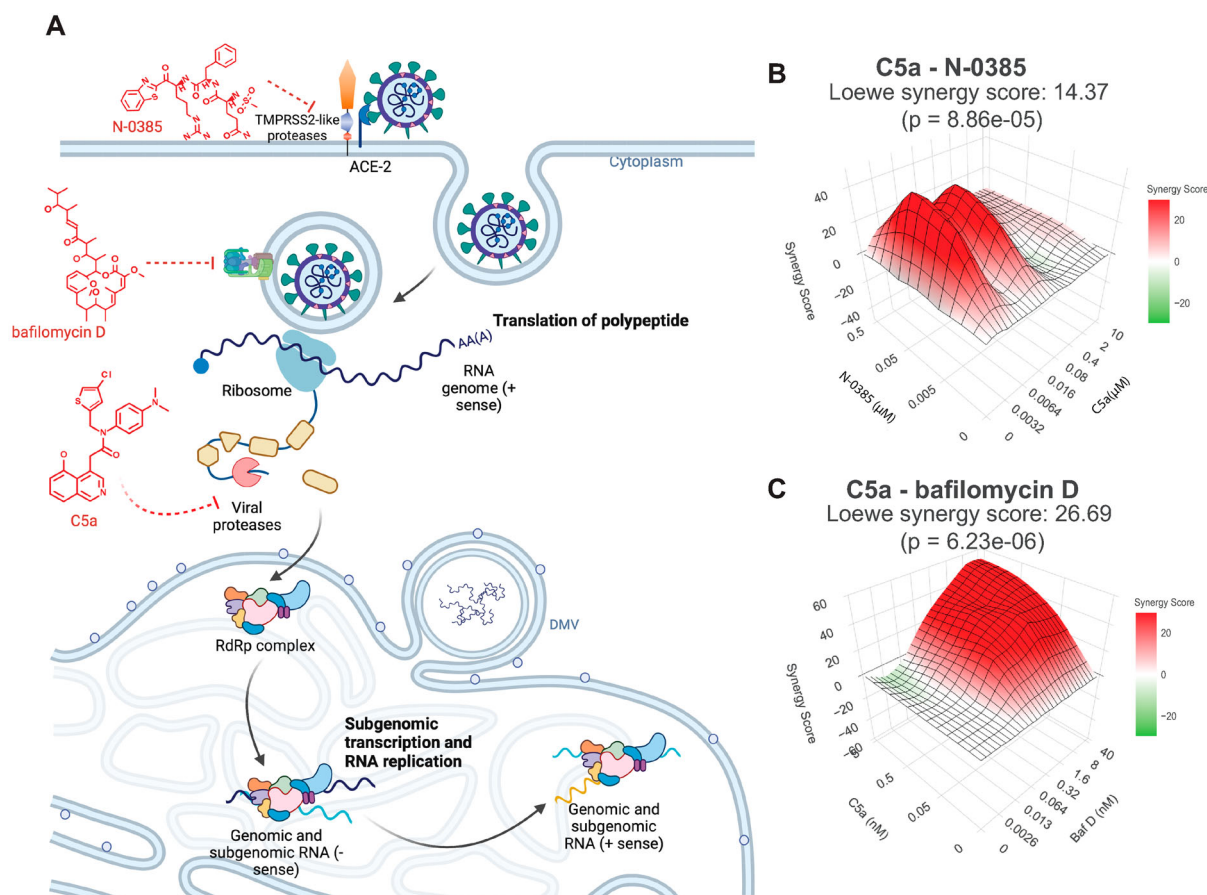 A
N-0385
TMPRSS2-like
proteases
ACE-2
Cytoplasm
bafilomycin D
Translation of polypeptide
AA(A)
RNA
genome (+
sense)
Ribosome
Cl
S
N
N
O
O
N
C5a
Viral
proteases
RdRp complex
DMV
Subgenomic
transcription and
RNA replication
Genomic and
subgenomic RNA (-
sense)
Genomic and
subgenomic
RNA (+ sense)
B
C5a - N-0385
Loewe synergy score: 14.37
(p = 8.86e-05)
Synergy Score
40
20
0
−20
−40
0.5
0.05
0.005
0
N-0385 (μM)
10
2
0.4
0.08
0.016
0.0064
0.0032
0
C5a(μM)
Synergy Score
20
0
−20
C
C5a - bafilomycin D
Loewe synergy score: 26.69
(p = 6.23e-06)
Synergy Score
60
40
20
0
−20
−40
0.5
0.05
0
C5a (nM)
40
8
1.6
0.32
0.064
0.013
0.0026
0
Baf D (nM)
Synergy Score
20
0
−20